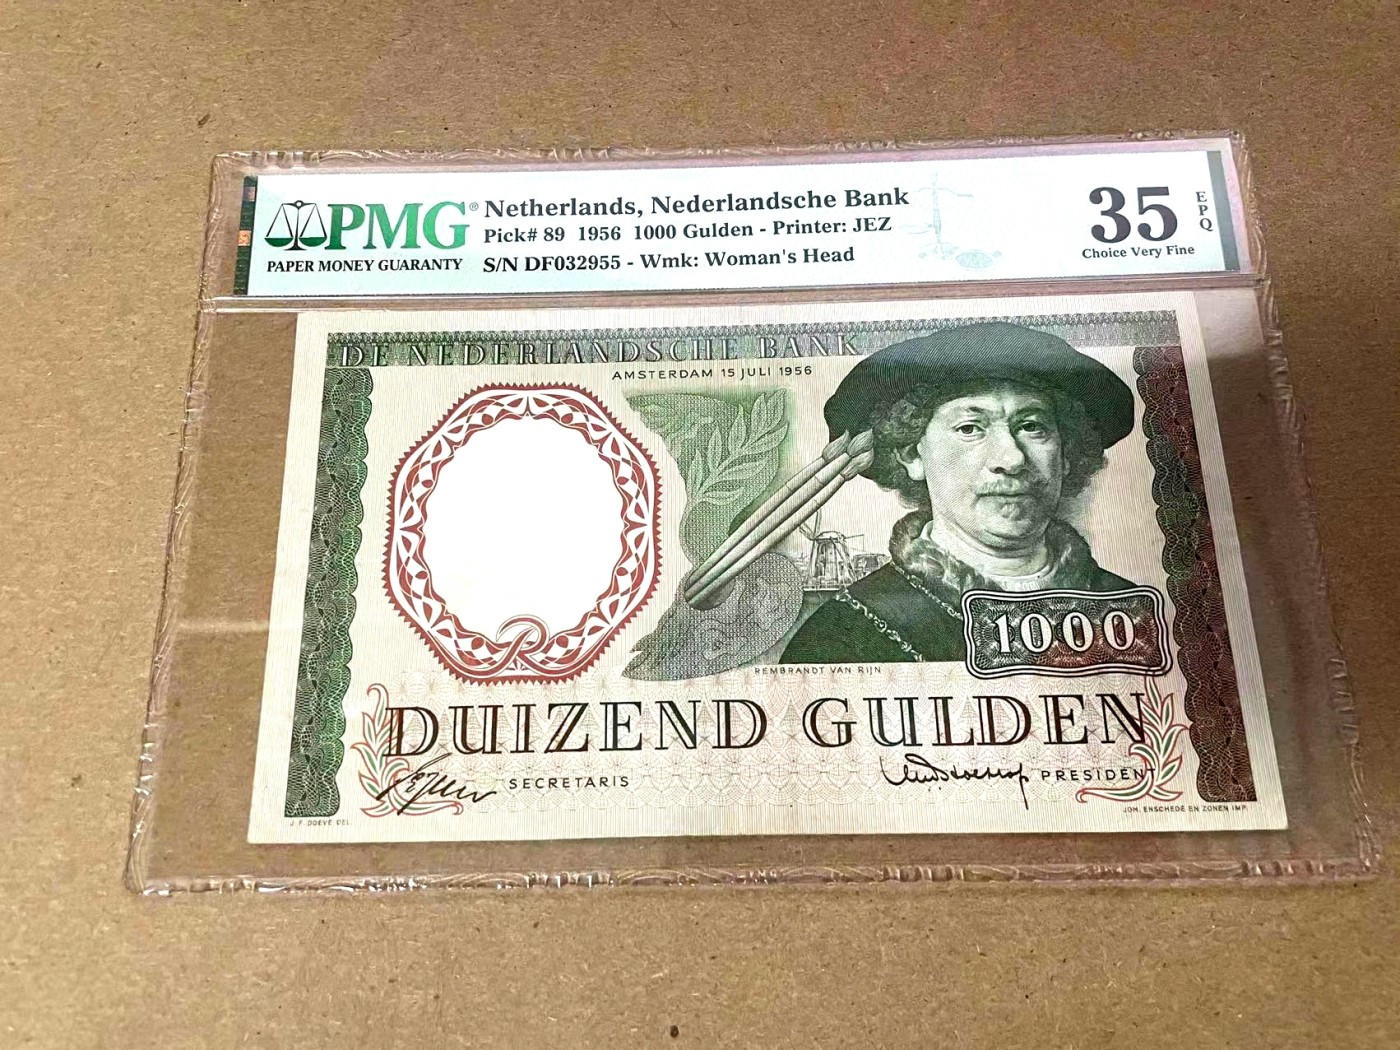 PMG®
PAPER MONEY GUARANTY
Netherlands, Nederlandsche Bank
Pick# 89 1956 1000 Gulden - Printer: JEZ
S/N DF032955 - Wmk: Woman's Head
35
EPQ
Choice Very Fine
DE NEDERLANDSCHE BANK
AMSTERDAM 15 JULI 1956
R
1000
REMBRANDT VAN RIJN
DUIZEND GULDEN
SECRETARIS
PRESIDENT
J. F. DOEVE DEL.
JOH. ENSCHEDÉ EN ZONEN IMP.